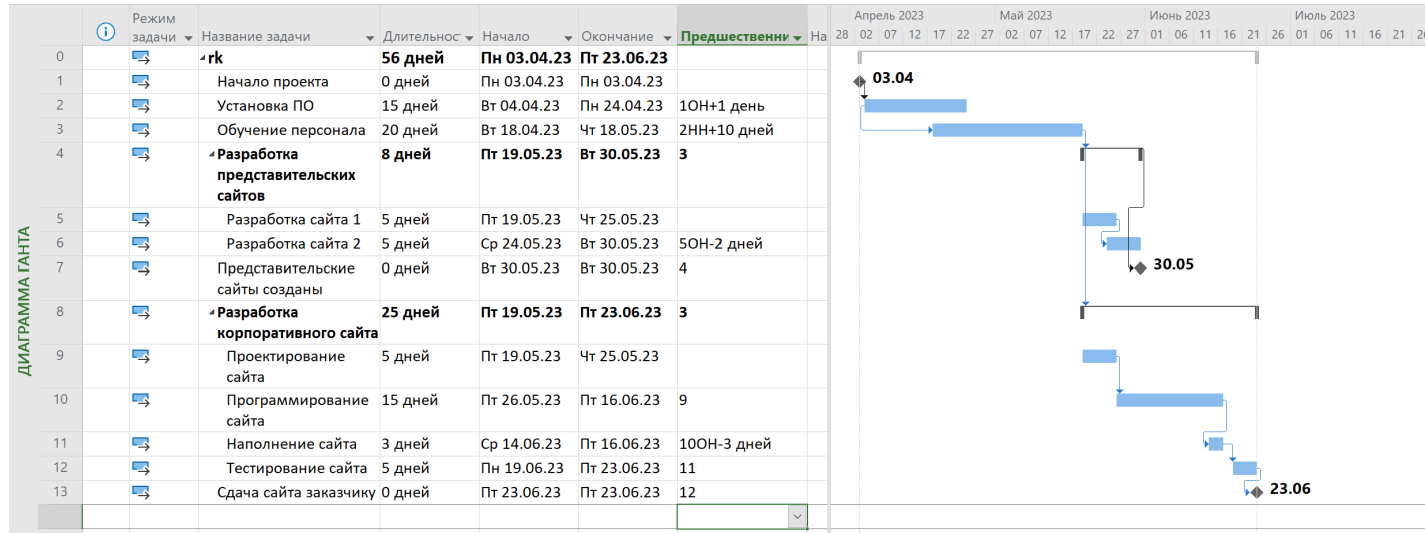 ДИАГРАММА ГАНТА
Режим задачи Название задачи Длительнос Начало Окончание Предшественни На
Апрель 2023 Май 2023 Июнь 2023 Июль 2023
28 02 07 12 17 22 27 02 07 12 17 22 27 01 06 11 16 21 26 01 06 11 16 21 26
0 rk 56 дней Пн 03.04.23 Пт 23.06.23
1 Начало проекта 0 дней Пн 03.04.23 Пн 03.04.23 03.04
2 Установка ПО 15 дней Вт 04.04.23 Пн 24.04.23 1ОН+1 день
3 Обучение персонала 20 дней Вт 18.04.23 Чт 18.05.23 2НН+10 дней
4 Разработка представительских сайтов 8 дней Пт 19.05.23 Вт 30.05.23 3
5 Разработка сайта 1 5 дней Пт 19.05.23 Чт 25.05.23
6 Разработка сайта 2 5 дней Ср 24.05.23 Вт 30.05.23 5ОН-2 дней
7 Представительские сайты созданы 0 дней Вт 30.05.23 Вт 30.05.23 4 30.05
8 Разработка корпоративного сайта 25 дней Пт 19.05.23 Пт 23.06.23 3
9 Проектирование сайта 5 дней Пт 19.05.23 Чт 25.05.23
10 Программирование сайта 15 дней Пт 26.05.23 Пт 16.06.23 9
11 Наполнение сайта 3 дней Ср 14.06.23 Пт 16.06.23 10ОН-3 дней
12 Тестирование сайта 5 дней Пн 19.06.23 Пт 23.06.23 11
13 Сдача сайта заказчику 0 дней Пт 23.06.23 Пт 23.06.23 12 23.06